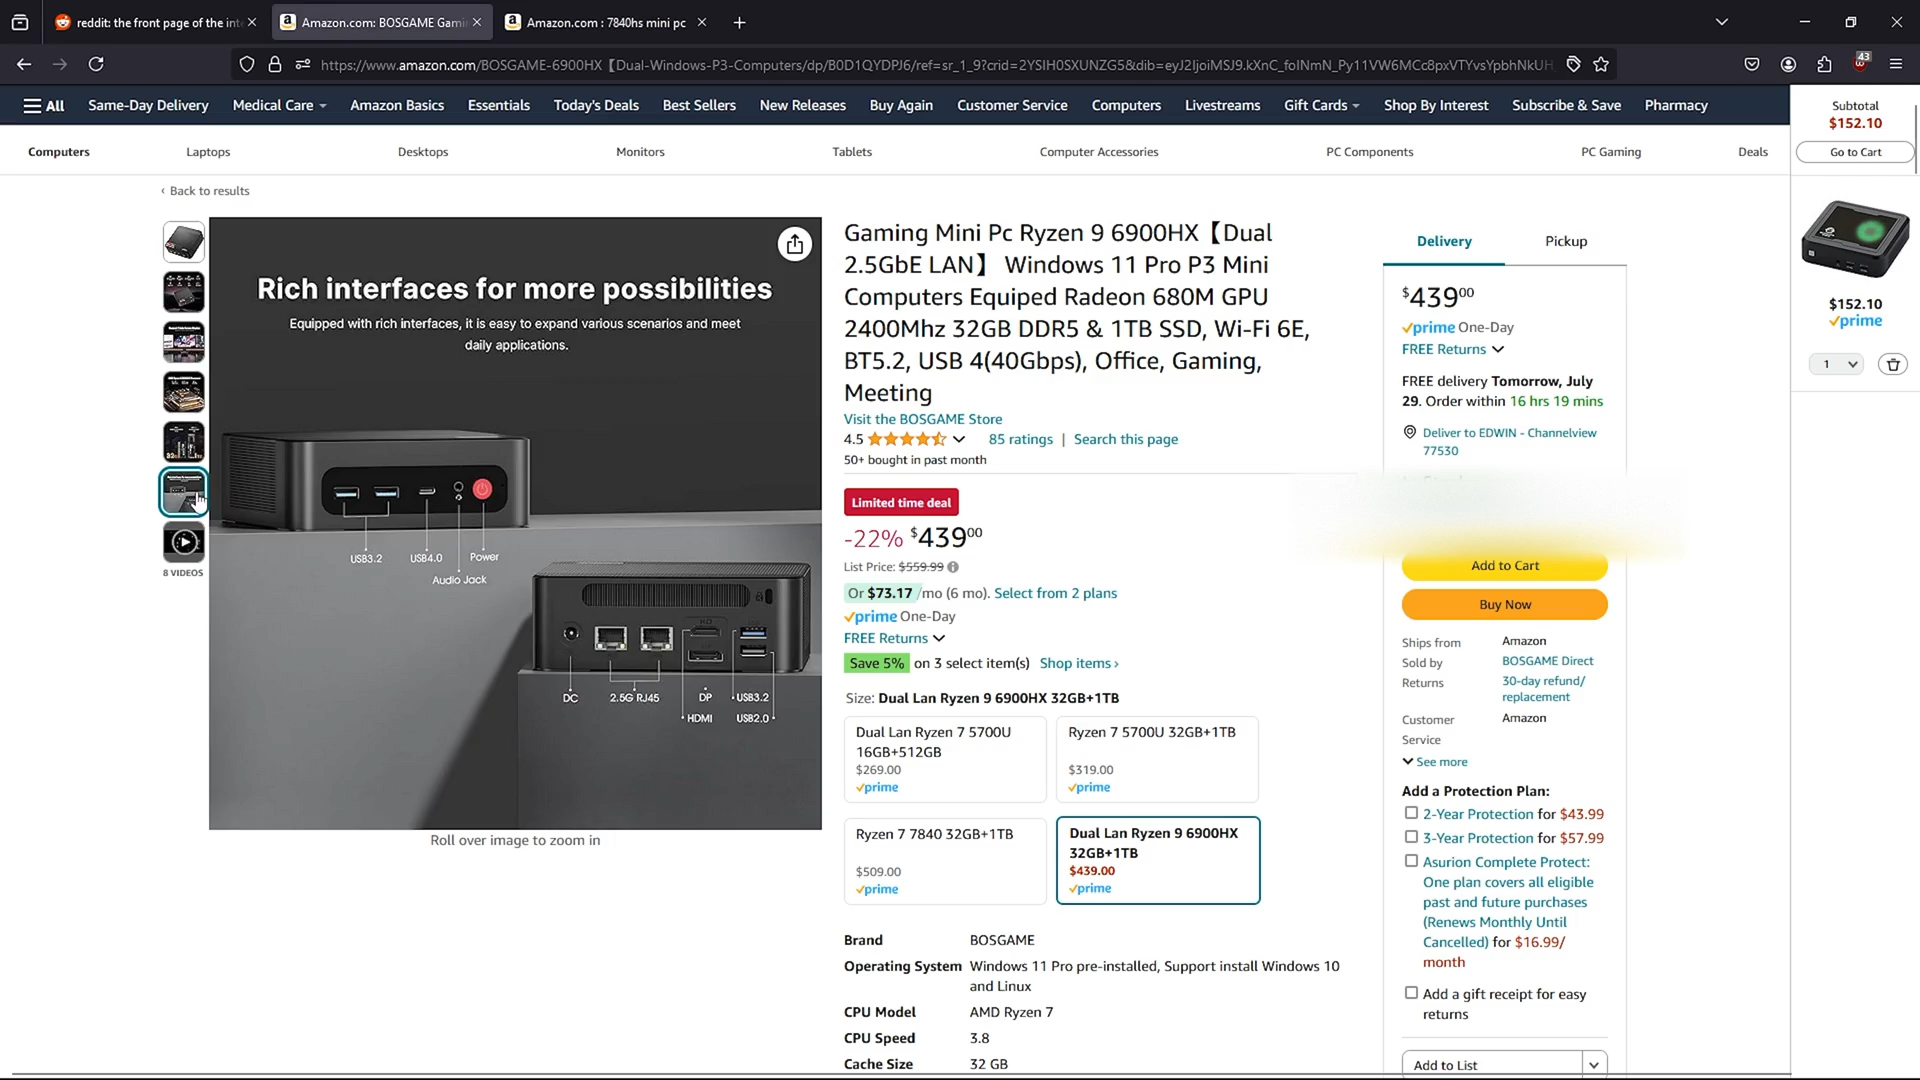 reddit: the front page of the inte
Amazon.com: BOSGAME Gami
Amazon.com : 7840hs mini pc
https://www.amazon.com/BOSGAME-6900HX【Dual-Windows-P3-Computers/dp/B0D1QYDPJ6/ref=sr_1_9?crid=2YSIH0SXUNZG5&dib=eyJ2IjoiMSJ9.kXnC_foINmN_Py11VW6MCc8pxVTYvsYpbhNkUH
43
All
Same-Day Delivery
Medical Care
Amazon Basics
Essentials
Today's Deals
Best Sellers
New Releases
Buy Again
Customer Service
Computers
Livestreams
Gift Cards
Shop By Interest
Subscribe & Save
Pharmacy
Computers
Laptops
Desktops
Monitors
Tablets
Computer Accessories
PC Components
PC Gaming
Deals
‹ Back to results
Rich interfaces for more possibilities
Equipped with rich interfaces, it is easy to expand various scenarios and meet
daily applications.
USB3.2
USB4.0
Power
Audio Jack
DC
2.5G RJ45
DP
USB3.2
HDMI
USB2.0
8 VIDEOS
Roll over image to zoom in
Gaming Mini Pc Ryzen 9 6900HX【Dual
2.5GbE LAN】 Windows 11 Pro P3 Mini
Computers Equiped Radeon 680M GPU
2400Mhz 32GB DDR5 & 1TB SSD, Wi-Fi 6E,
BT5.2, USB 4(40Gbps), Office, Gaming,
Meeting
Visit the BOSGAME Store
4.5 85 ratings | Search this page
50+ bought in past month
Limited time deal
-22% $43900
List Price: $559.99
Or $73.17 /mo (6 mo). Select from 2 plans
prime One-Day
FREE Returns
Save 5% on 3 select item(s) Shop items ›
Size: Dual Lan Ryzen 9 6900HX 32GB+1TB
Dual Lan Ryzen 7 5700U
16GB+512GB
$269.00
prime
Ryzen 7 5700U 32GB+1TB
$319.00
prime
Ryzen 7 7840 32GB+1TB
$509.00
prime
Dual Lan Ryzen 9 6900HX
32GB+1TB
$439.00
prime
Brand BOSGAME
Operating System Windows 11 Pro pre-installed, Support install Windows 10
and Linux
CPU Model AMD Ryzen 7
CPU Speed 3.8
Cache Size 32 GB
Delivery
Pickup
$43900
prime One-Day
FREE Returns
FREE delivery Tomorrow, July
29. Order within 16 hrs 19 mins
Deliver to EDWIN - Channelview
77530
Add to Cart
Buy Now
Ships from Amazon
Sold by BOSGAME Direct
Returns 30-day refund/
replacement
Customer Amazon
Service
See more
Add a Protection Plan:
2-Year Protection for $43.99
3-Year Protection for $57.99
Asurion Complete Protect:
One plan covers all eligible
past and future purchases
(Renews Monthly Until
Cancelled) for $16.99/
month
Add a gift receipt for easy
returns
Add to List
Subtotal
$152.10
Go to Cart
$152.10
prime
1